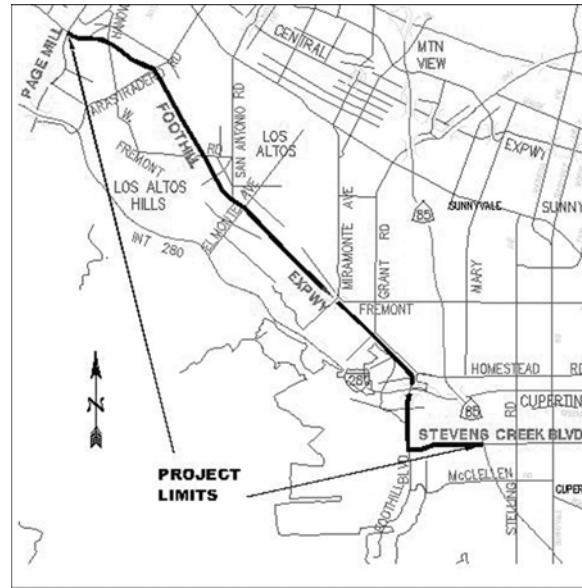 PAGE MILL
HANOV
CENTRAL
MTN
VIEW
EXPWY
ARASTRADERO RD
FOOTHILL
W. FREMONT RD
SAN ANTONIO RD
LOS
ALTOS
LOS ALTOS
HILLS
INT 280
EL MONTE AVE
MIRAMONTE AVE
GRANT RD
85
SUNNYVALE
SUNNY
MARY
EXPWY
FREMONT
N
280
HOMESTEAD RD
85
CUPERTIN
STEVENS CREEK BLVD
PROJECT
LIMITS
FOOTHILL BLVD
McCLELLEN
STELLING RD
CUPER